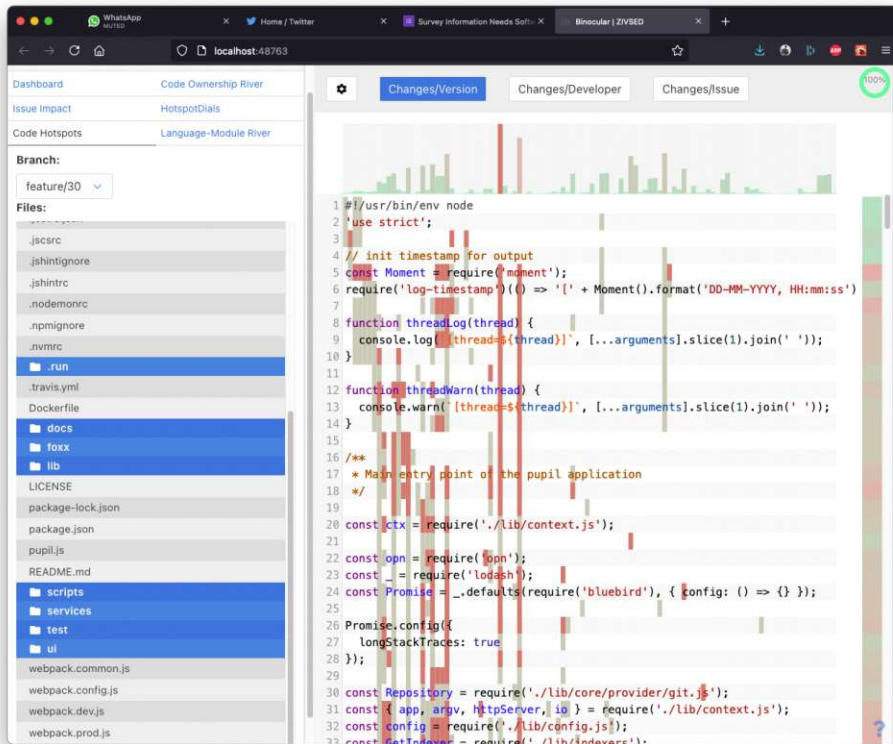 WhatsApp
MUTED
Home / Twitter
Survey Information Needs Softw
Binocular | ZIVSED
localhost:48763
ABP
Dashboard
Code Ownership River
Issue Impact
HotspotDials
Code Hotspots
Language-Module River
Changes/Version
Changes/Developer
Changes/Issue
100%
Branch:
feature/30
Files:
.jscsrc
.jshintignore
.jshintrc
.nodemonrc
.npmignore
.nvmrc
.run
.travis.yml
Dockerfile
docs
foxx
lib
LICENSE
package-lock.json
package.json
pupil.js
README.md
scripts
services
test
ui
webpack.common.js
webpack.config.js
webpack.dev.js
webpack.prod.js
1 #!/usr/bin/env node
2 'use strict';
3
4 // init timestamp for output
5 const Moment = require('moment');
6 require('log-timestamp')(() => '[' + Moment().format('DD-MM-YYYY, HH:mm:ss')
7
8 function threadLog(thread) {
9 console.log(`[thread=${thread}]`, [...arguments].slice(1).join(' '));
10 }
11
12 function threadWarn(thread) {
13 console.warn(`[thread=${thread}]`, [...arguments].slice(1).join(' '));
14 }
15
16 /**
17 * Main entry point of the pupil application
18 */
19
20 const ctx = require('./lib/context.js');
21
22 const opn = require('opn');
23 const _ = require('lodash');
24 const Promise = _.defaults(require('bluebird'), { config: () => {} });
25
26 Promise.config({
27 longStackTraces: true
28 });
29
30 const Repository = require('./lib/core/provider/git.js');
31 const { app, argv, httpServer, io } = require('./lib/context.js');
32 const config = require('./lib/config.js');
33 const GetIndexer = require('./lib/indexers');
?